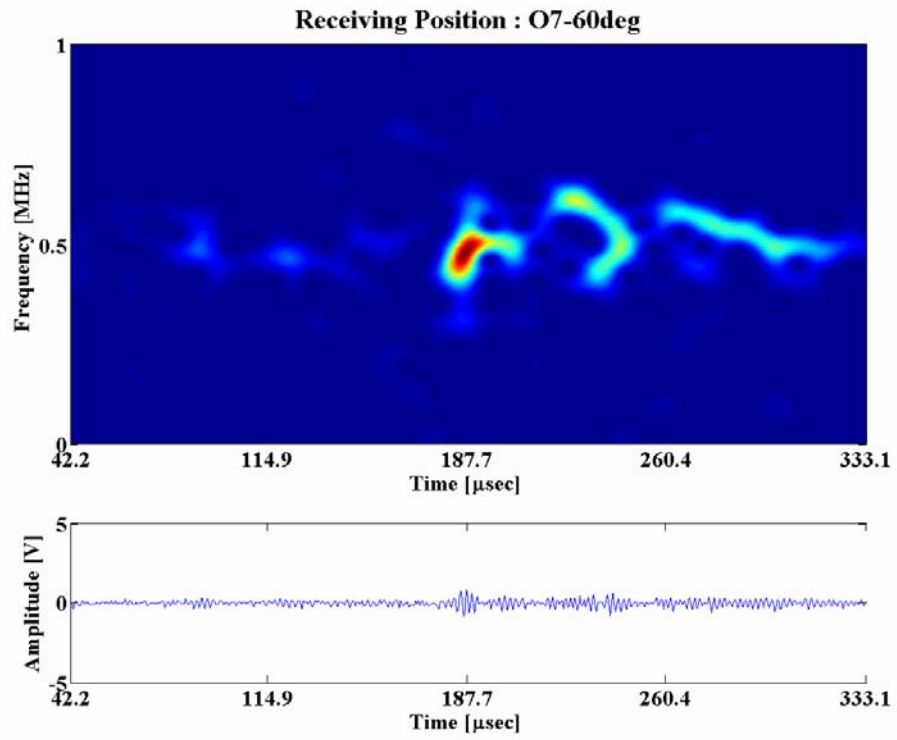 Receiving Position : O7-60deg
Frequency [MHz]
1
0.5
0
42.2 114.9 187.7 260.4 333.1
Time [μsec]
Amplitude [V]
5
0
-5
42.2 114.9 187.7 260.4 333.1
Time [μsec]